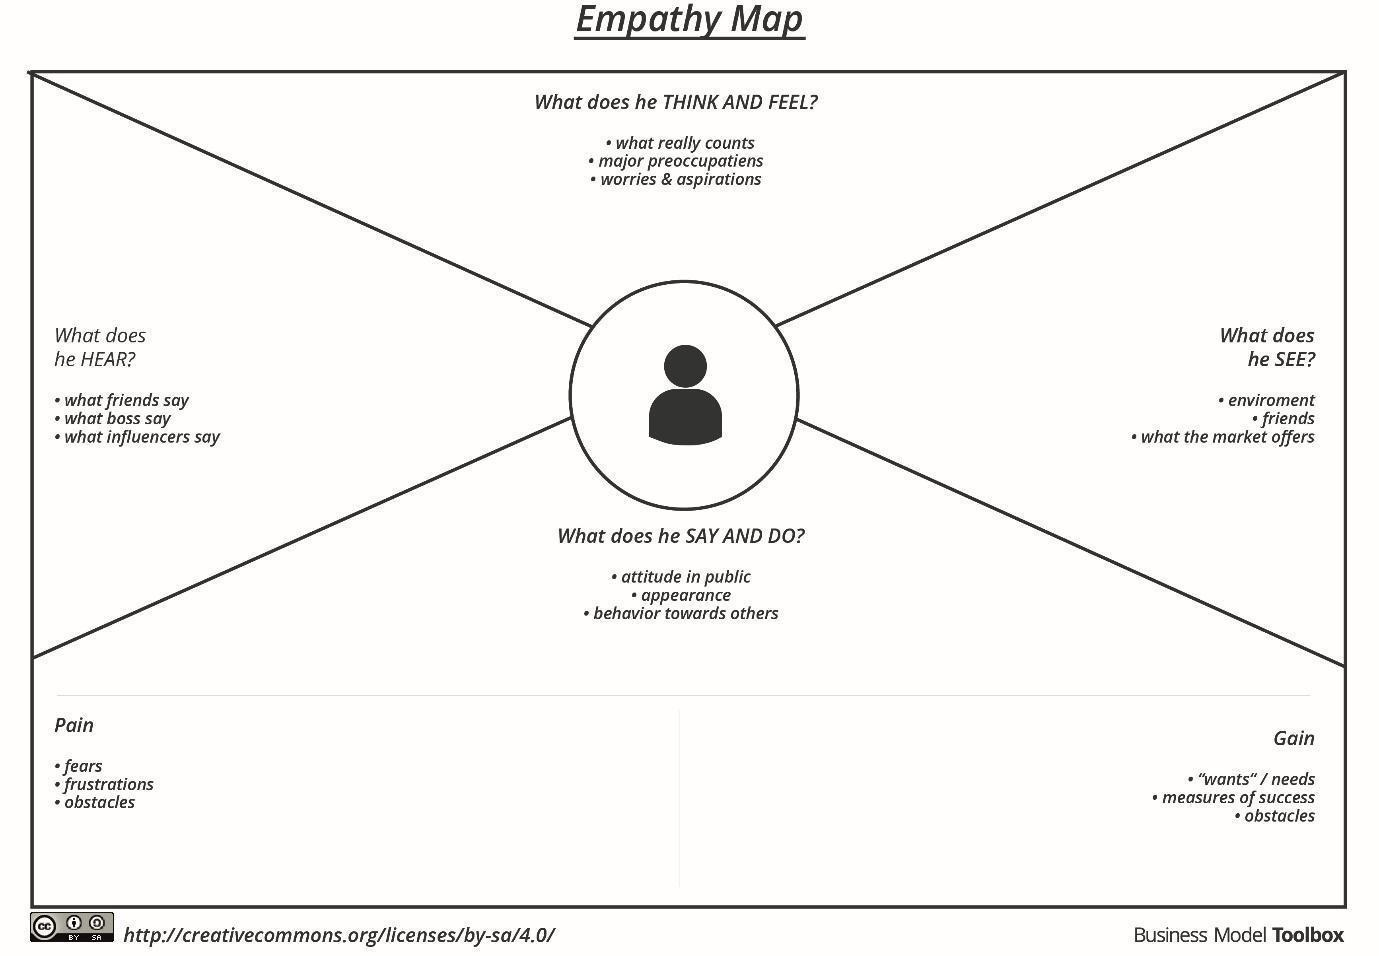 Empathy Map
What does he THINK AND FEEL?
• what really counts
• major preoccupatiens
• worries & aspirations
What does
he HEAR?
• what friends say
• what boss say
• what influencers say
What does
he SEE?
• enviroment
• friends
• what the market offers
What does he SAY AND DO?
• attitude in public
• appearance
• behavior towards others
Pain
• fears
• frustrations
• obstacles
Gain
• “wants“ / needs
• measures of success
• obstacles
cc BY SA
http://creativecommons.org/licenses/by-sa/4.0/
Business Model Toolbox